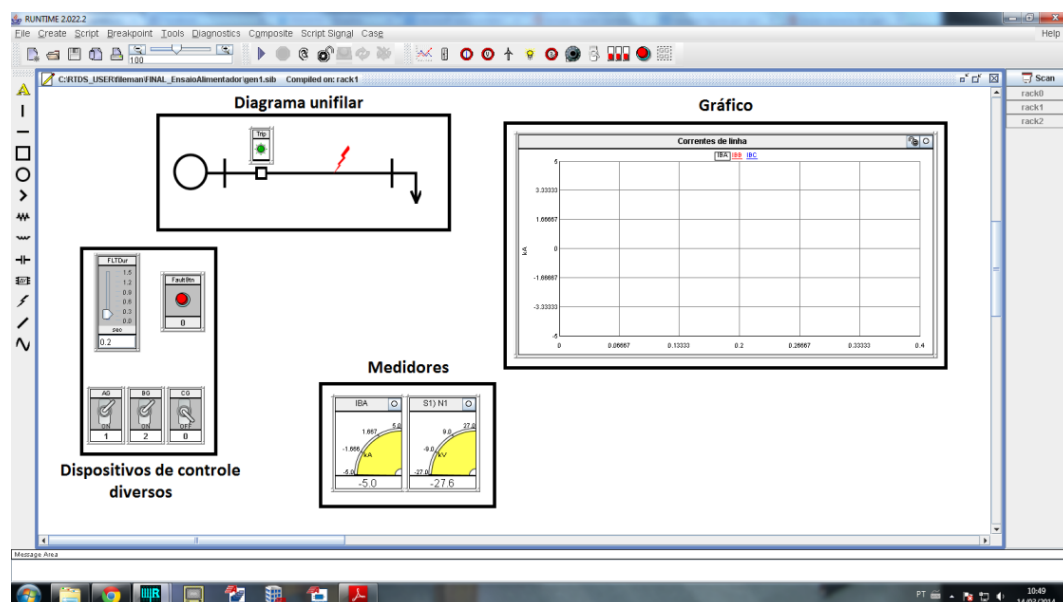 RUNTIME 2.022.2
File Create Script Breakpoint Tools Diagnostics Composite Script Signal Case Help
100
C:\RTDS_USER\fileman\FINAL_EnsaioAlimentador\gen1.sib Compiled on: rack1
Scan
rack0
rack1
rack2
Diagrama unifilar
Trip
Gráfico
Correntes de linha
IBA IBB IBC
kA
5
3.33333
1.66667
0
-1.66667
-3.33333
-5
0 0.06667 0.13333 0.2 0.26667 0.33333 0.4
FLTDur
1.5
1.2
0.9
0.6
0.3
0.0
sec
0.2
FaultBtn
0
AG BG CG
ON ON OFF
1 2 0
Dispositivos de controle
diversos
Medidores
IBA S1) N1
5.0
1.667
-1.666
-5.0
kA
27.0
9.0
-9.0
-27.0
kV
-5.0 -27.6
Message Area
PT
10:49
14/03/2014